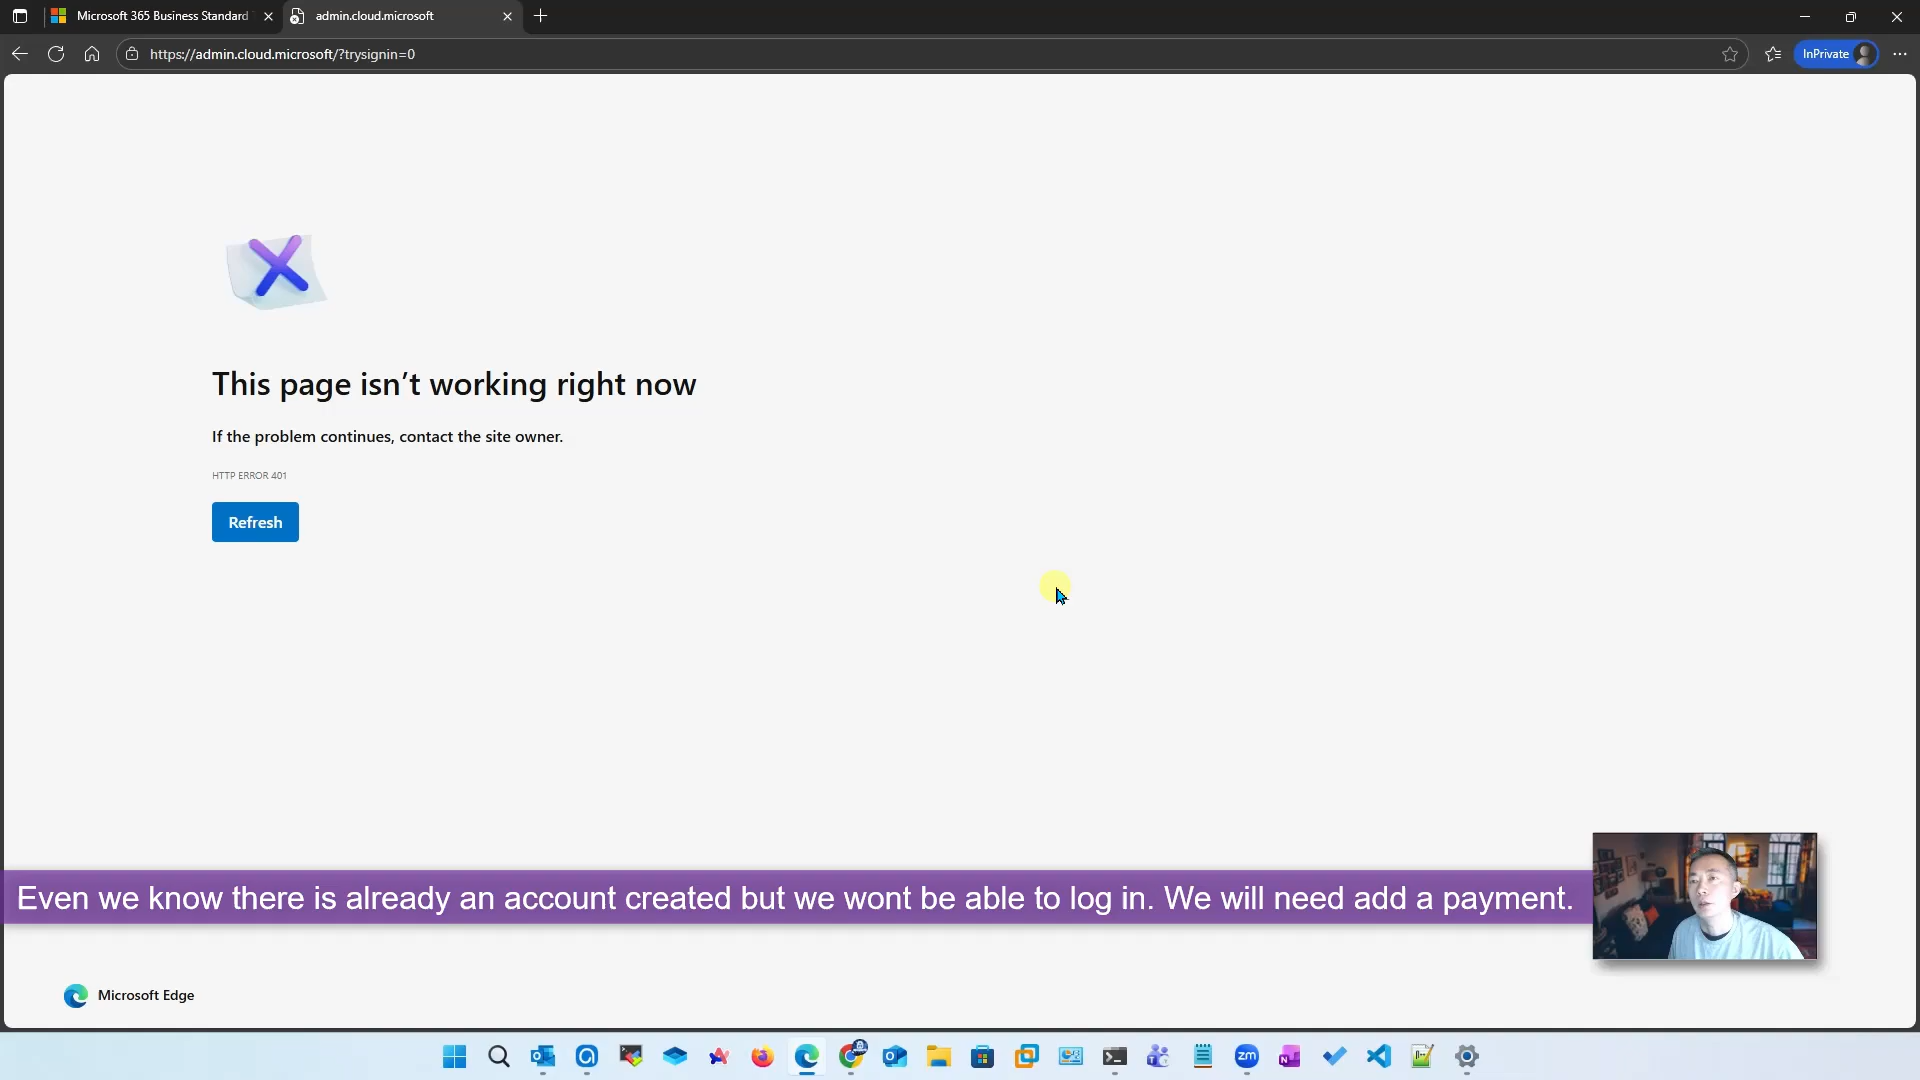 Microsoft 365 Business Standard
admin.cloud.microsoft
https://admin.cloud.microsoft/?trysignin=0
InPrivate
This page isn’t working right now
If the problem continues, contact the site owner.
HTTP ERROR 401
Refresh
Even we know there is already an account created but we wont be able to log in. We will need add a payment.
Microsoft Edge
zm